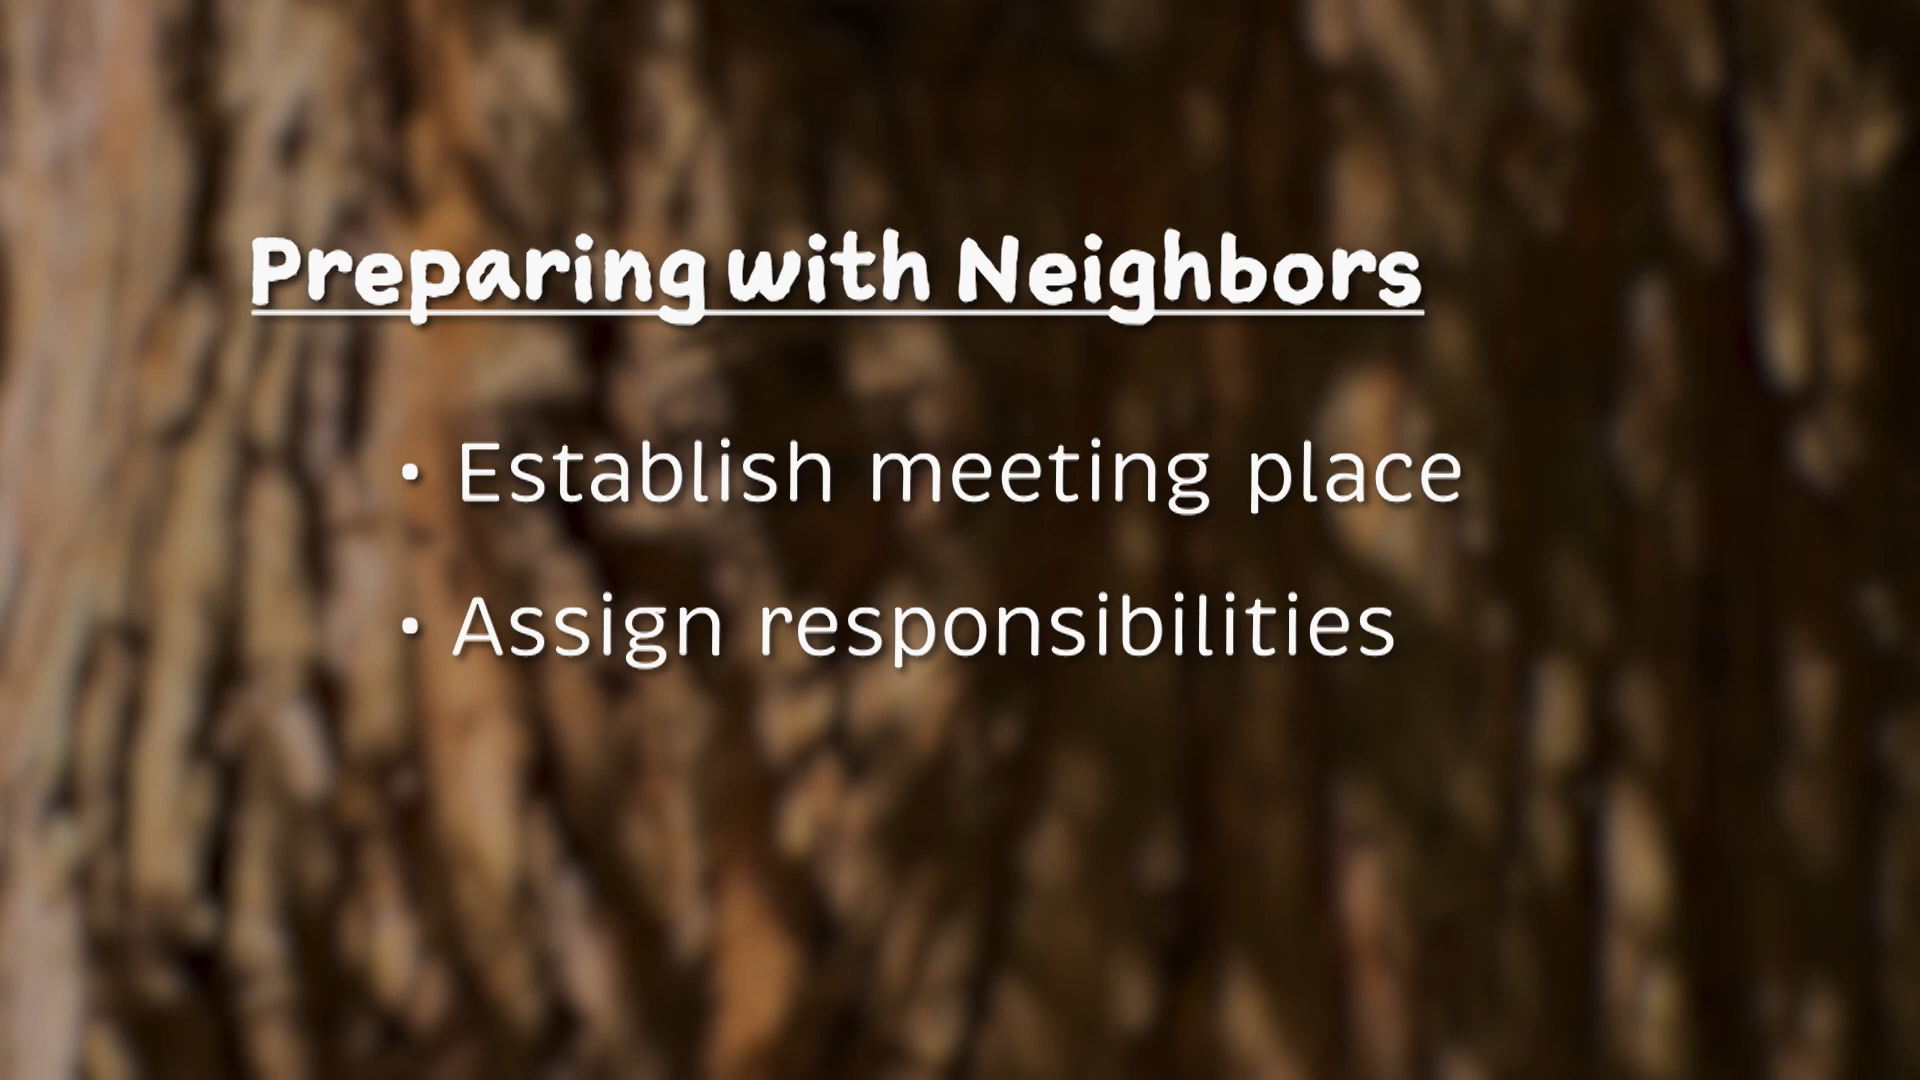 Preparing with Neighbors
• Establish meeting place
• Assign responsibilities